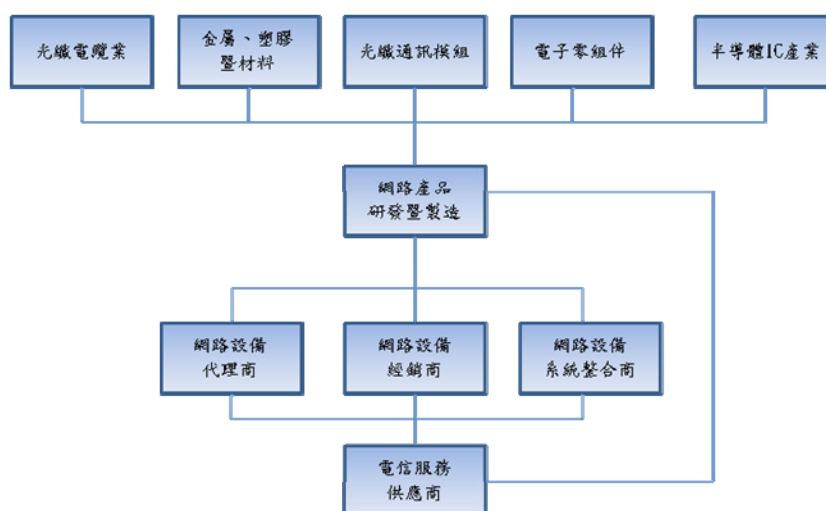 光纖電纜業
金屬、塑膠
暨材料
光纖通訊模組
電子零組件
半導體IC產業
網路產品
研發暨製造
網路設備
代理商
網路設備
經銷商
網路設備
系統整合商
電信服務
供應商